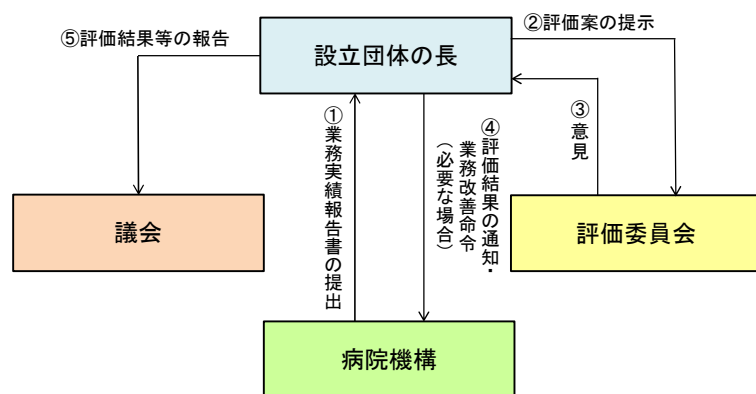 ②評価案の提示
⑤評価結果等の報告
設立団体の長
①業務実績報告書の提出
④評価結果の通知・
業務改善命令
（必要な場合）
③意見
議会
評価委員会
病院機構